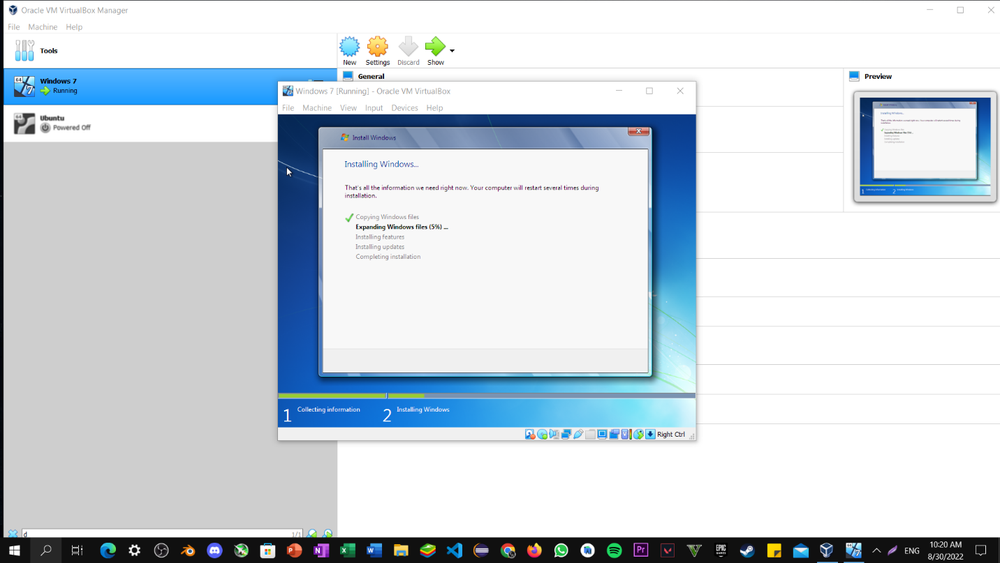 Oracle VM VirtualBox Manager
File Machine Help
Tools
New Settings Discard Show
64
7
Windows 7
Running
64
Ubuntu
Powered Off
General
Preview
Windows 7 [Running] - Oracle VM VirtualBox
File Machine View Input Devices Help
Install Windows
Installing Windows...
That's all the information we need right now. Your computer will restart several times during
installation.
Copying Windows files
Expanding Windows files (5%) ...
Installing features
Installing updates
Completing installation
1 Collecting information 2 Installing Windows
Right Ctrl
d
1/1
ENG
10:20 AM
8/30/2022